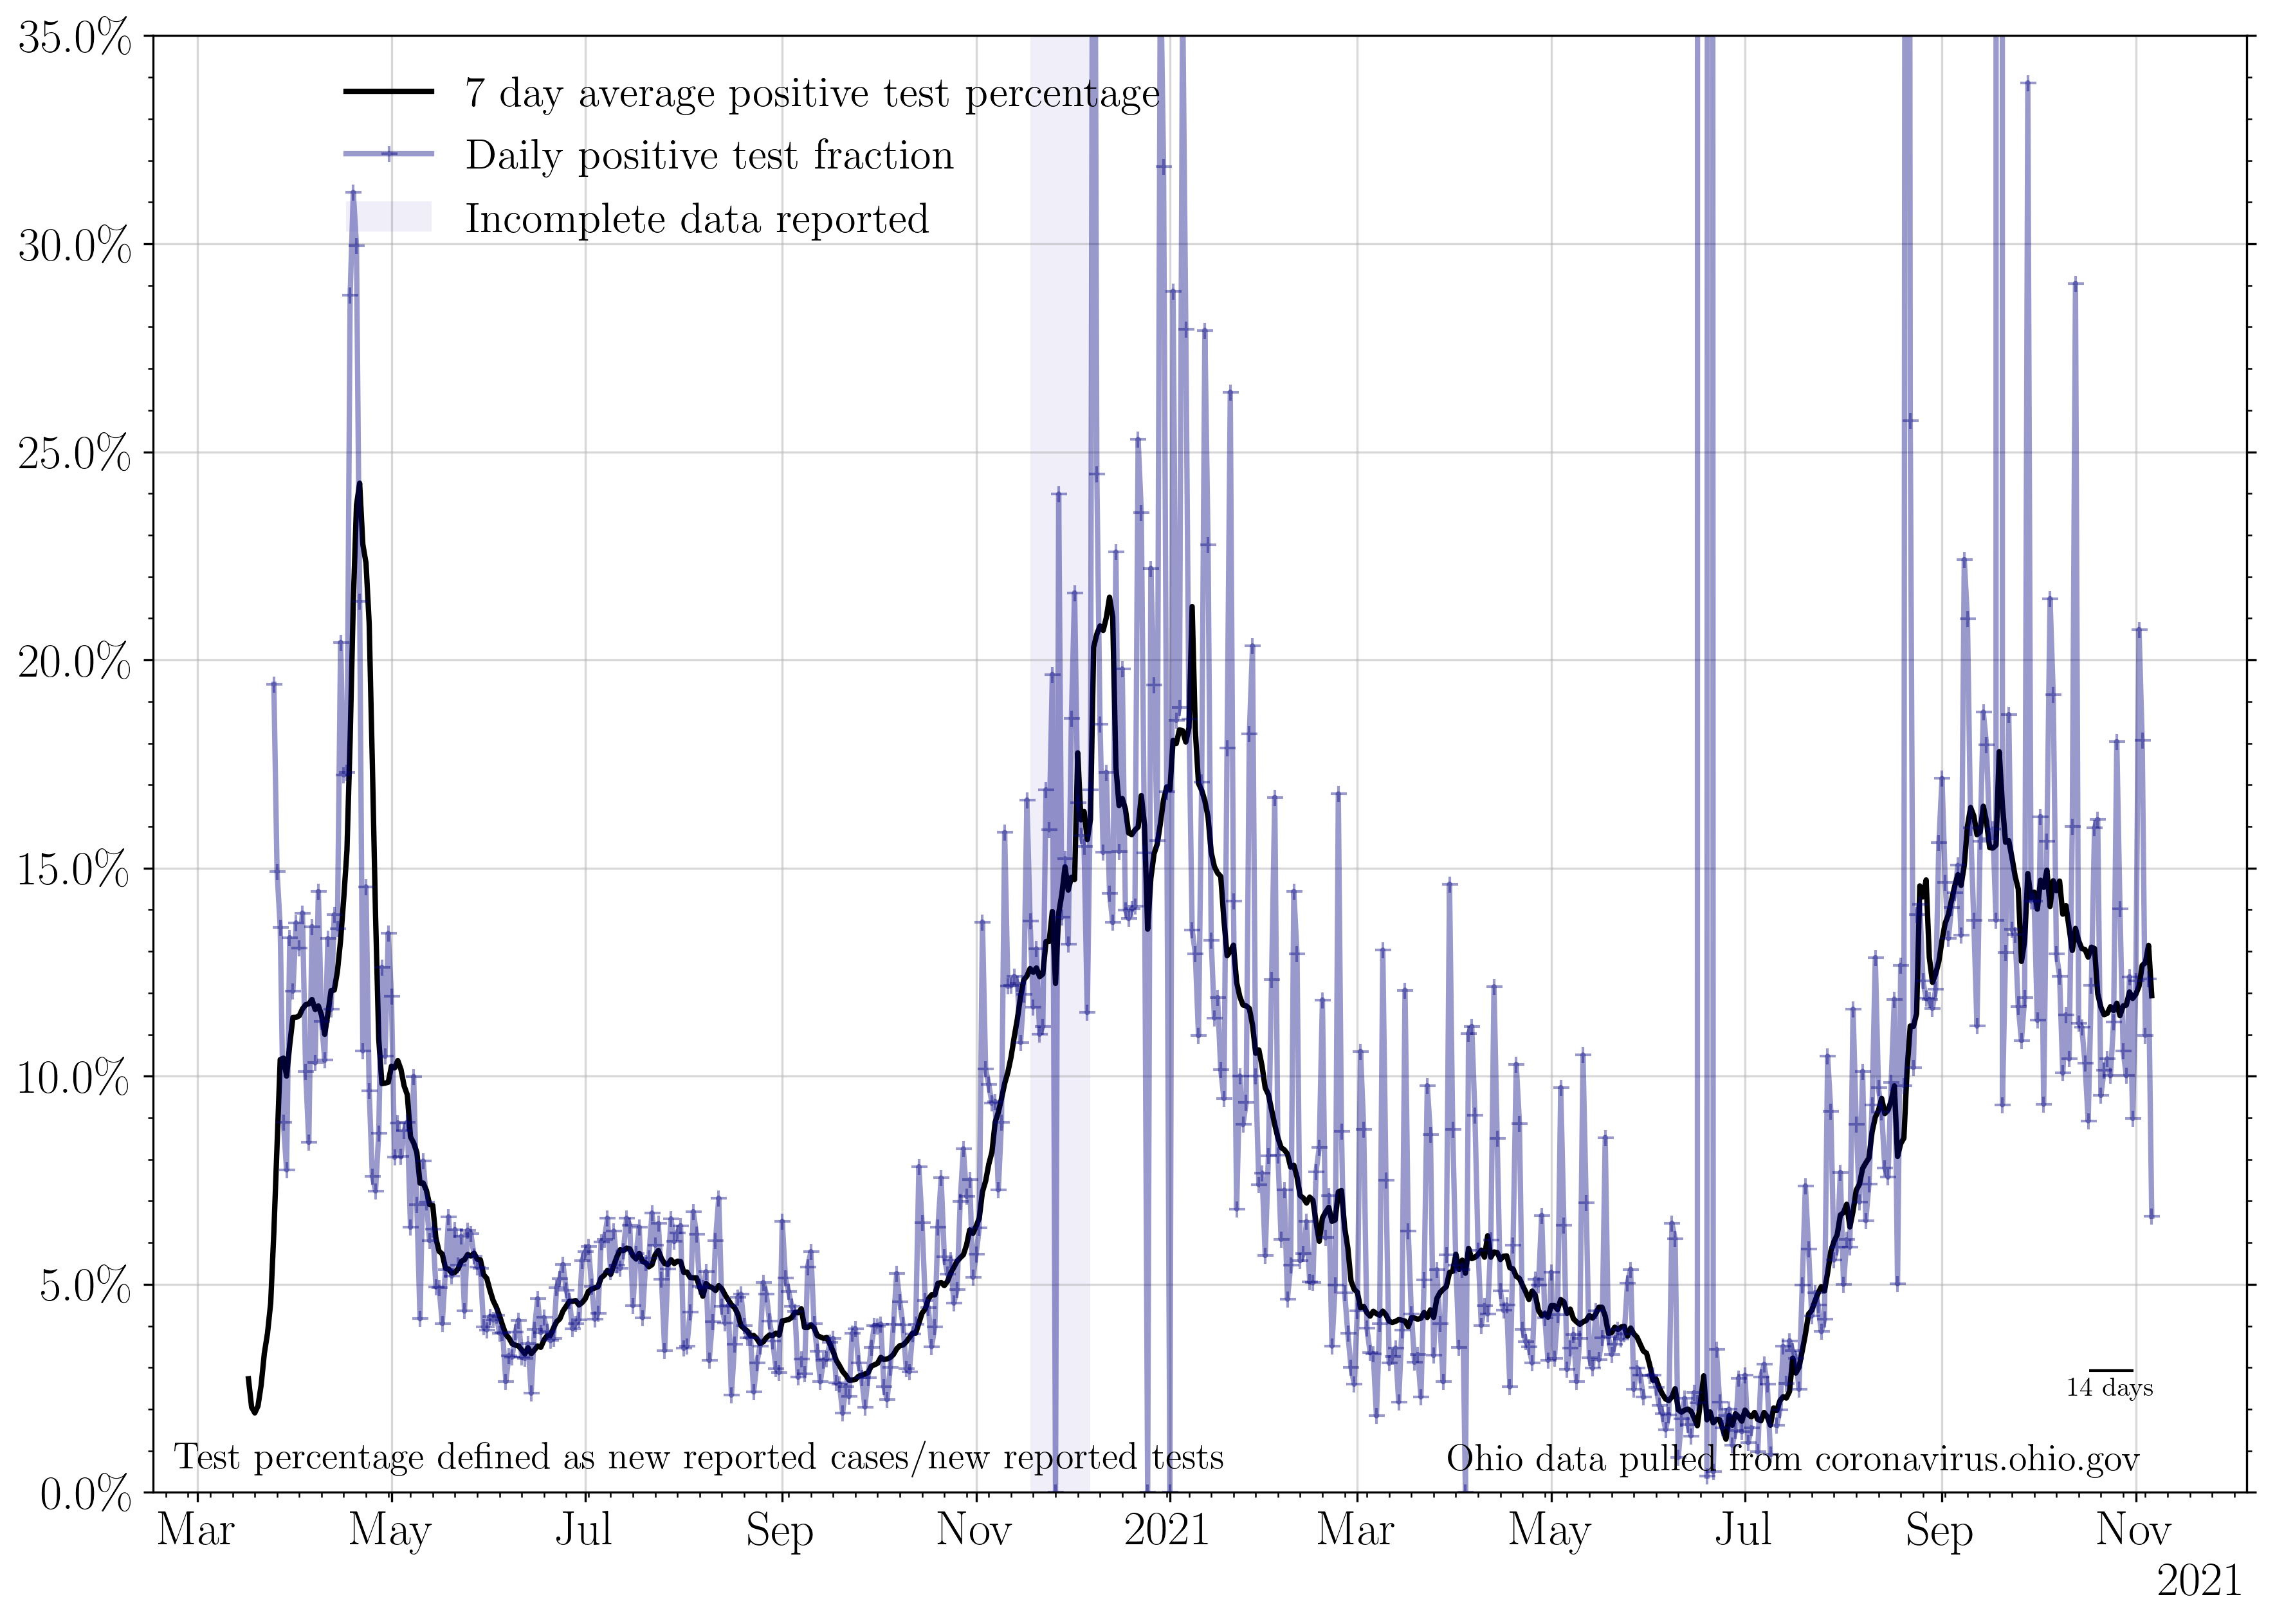 35.0%
7 day average positive test percentage
Daily positive test fraction
Incomplete data reported
30.0%
25.0%
20.0%
15.0%
10.0%
5.0%
14 days
Test percentage defined as new reported cases/new reported tests
Ohio data pulled from coronavirus.ohio.gov
0.0%
Mar May Jul Sep Nov 2021 Mar May Jul Sep Nov
2021